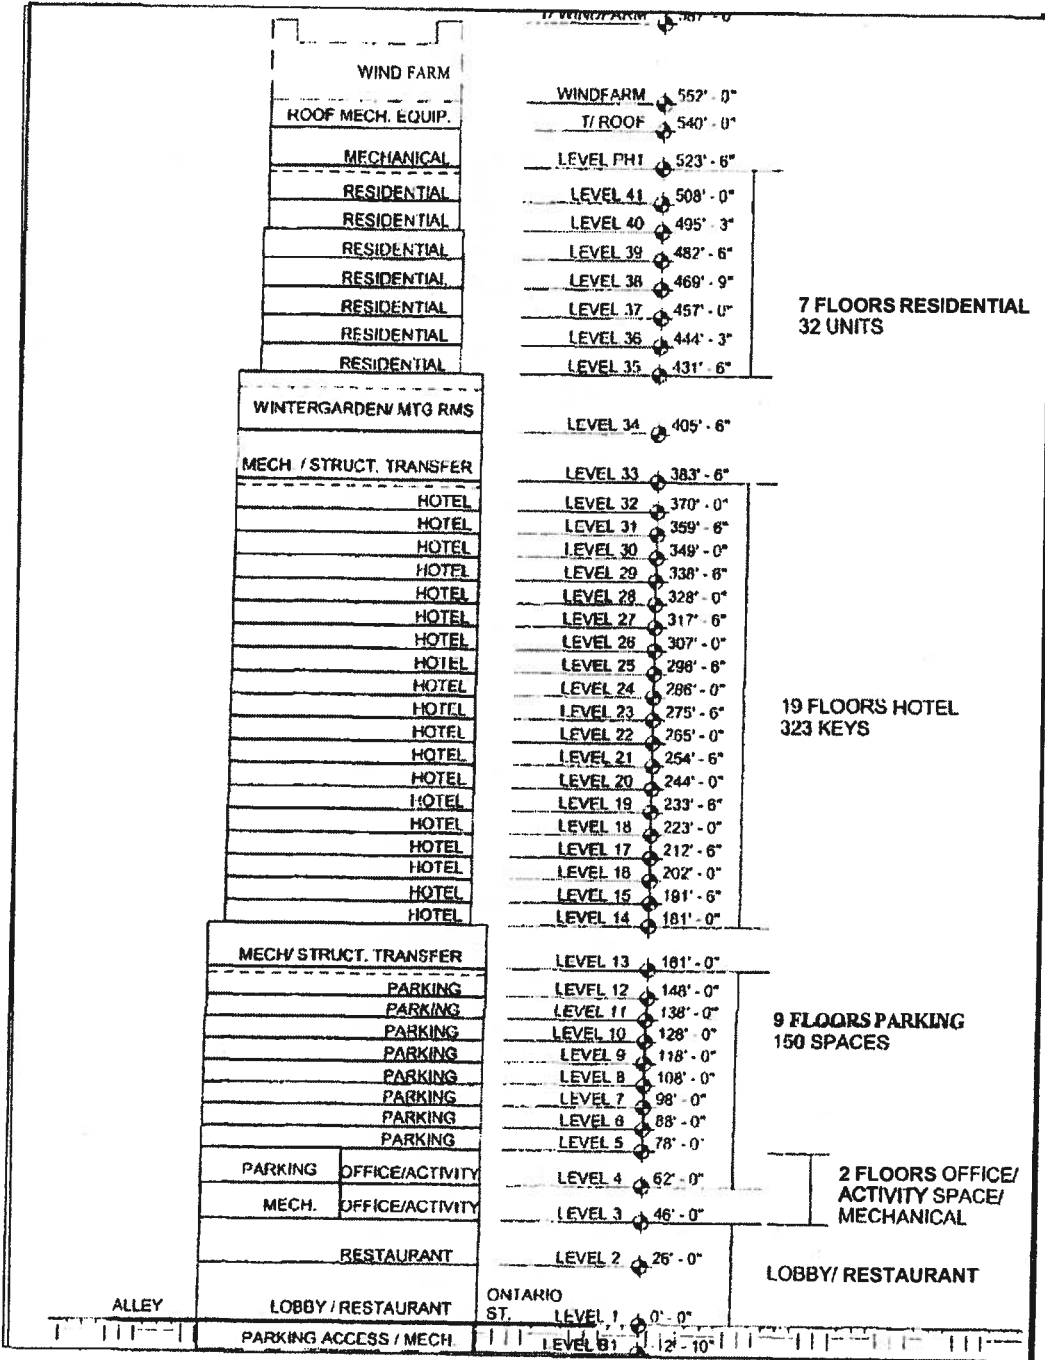 T/ WINDFARM 587' - 0"
WIND FARM
WINDFARM 552' - 0"
ROOF MECH. EQUIP. T/ ROOF 540' - 0"
MECHANICAL LEVEL PH1 523' - 6"
RESIDENTIAL LEVEL 41 508' - 0"
RESIDENTIAL LEVEL 40 495' - 3"
RESIDENTIAL LEVEL 39 482' - 6"
RESIDENTIAL LEVEL 38 469' - 9"
RESIDENTIAL LEVEL 37 457' - 0"
RESIDENTIAL LEVEL 36 444' - 3"
RESIDENTIAL LEVEL 35 431' - 6"
7 FLOORS RESIDENTIAL
32 UNITS
WINTERGARDEN/ MTG RMS LEVEL 34 405' - 6"
MECH. / STRUCT. TRANSFER LEVEL 33 383' - 6"
HOTEL LEVEL 32 370' - 0"
HOTEL LEVEL 31 359' - 6"
HOTEL LEVEL 30 349' - 0"
HOTEL LEVEL 29 338' - 6"
HOTEL LEVEL 28 328' - 0"
HOTEL LEVEL 27 317' - 6"
HOTEL LEVEL 26 307' - 0"
HOTEL LEVEL 25 296' - 6"
HOTEL LEVEL 24 286' - 0"
HOTEL LEVEL 23 275' - 6"
HOTEL LEVEL 22 265' - 0"
HOTEL LEVEL 21 254' - 6"
HOTEL LEVEL 20 244' - 0"
HOTEL LEVEL 19 233' - 6"
HOTEL LEVEL 18 223' - 0"
HOTEL LEVEL 17 212' - 6"
HOTEL LEVEL 16 202' - 0"
HOTEL LEVEL 15 191' - 6"
HOTEL LEVEL 14 181' - 0"
19 FLOORS HOTEL
323 KEYS
MECH/ STRUCT. TRANSFER LEVEL 13 161' - 0"
PARKING LEVEL 12 148' - 0"
PARKING LEVEL 11 138' - 0"
PARKING LEVEL 10 128' - 0"
PARKING LEVEL 9 118' - 0"
PARKING LEVEL 8 108' - 0"
PARKING LEVEL 7 98' - 0"
PARKING LEVEL 6 88' - 0"
PARKING LEVEL 5 78' - 0"
9 FLOORS PARKING
150 SPACES
PARKING OFFICE/ACTIVITY LEVEL 4 62' - 0"
MECH. OFFICE/ACTIVITY LEVEL 3 46' - 0"
2 FLOORS OFFICE/
ACTIVITY SPACE/
MECHANICAL
RESTAURANT LEVEL 2 26' - 0"
LOBBY/ RESTAURANT
ALLEY LOBBY / RESTAURANT ONTARIO
ST. LEVEL 1 0' - 0"
PARKING ACCESS / MECH. LEVEL B1 12' - 10"